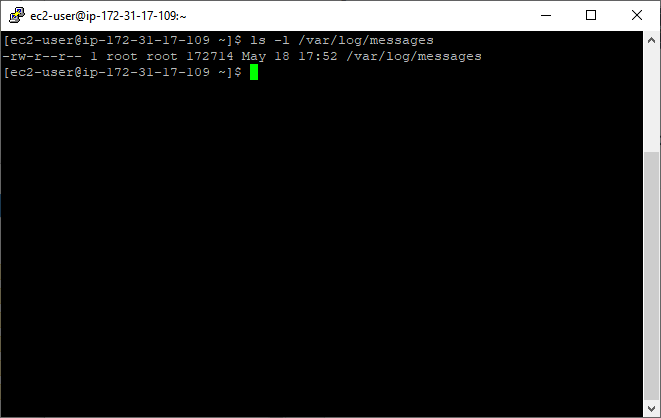 ec2-user@ip-172-31-17-109:~
[ec2-user@ip-172-31-17-109 ~]$ ls -l /var/log/messages
-rw-r--r-- 1 root root 172714 May 18 17:52 /var/log/messages
[ec2-user@ip-172-31-17-109 ~]$